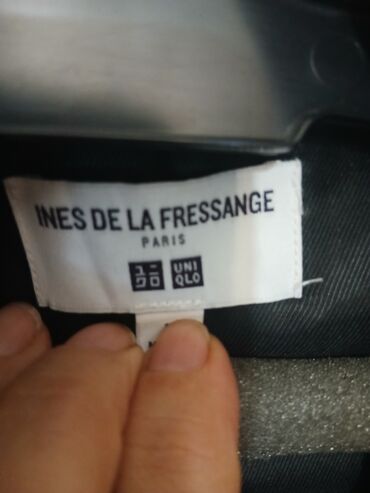 INES DE LA FRESSANGE
PARIS
ユニ クロ UNI QLO